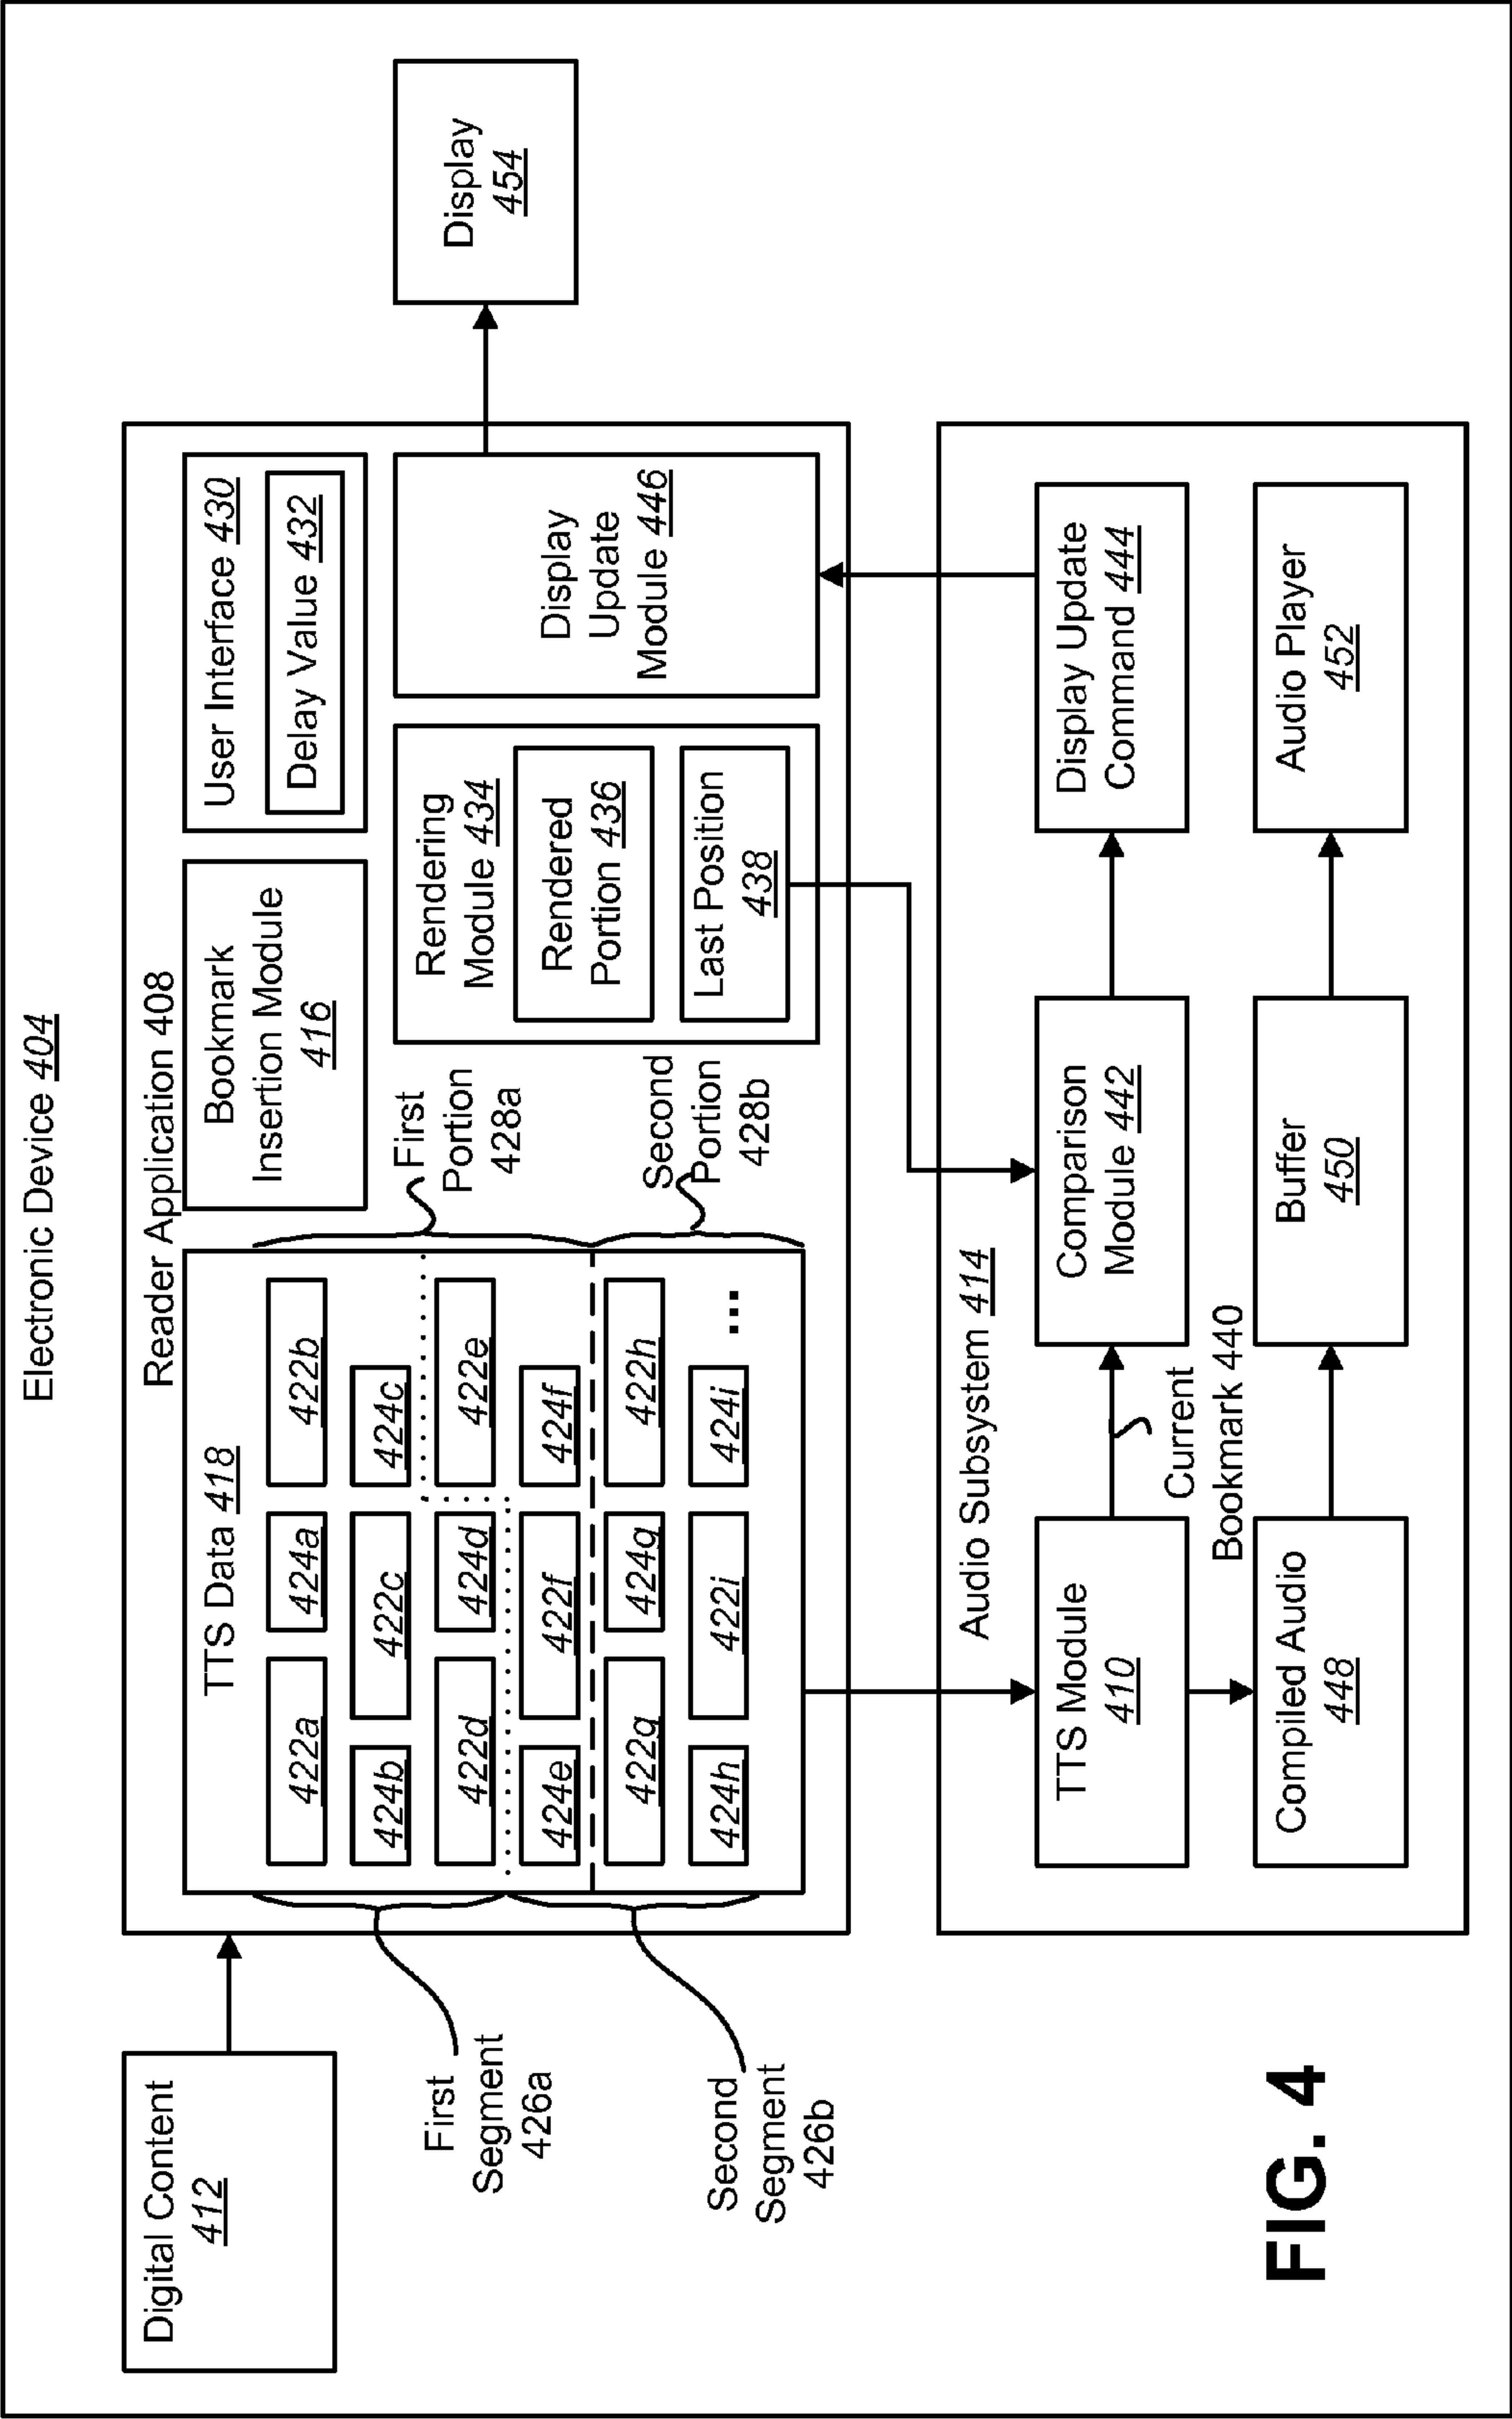 Electronic Device 404
Digital Content
412
Reader Application 408
TTS Data 418
422a 424a 422b
424b 422c 424c
422d 424d 422e
424e 422f 424f
422g 424g 422h
424h 422i 424i ...
First
Segment
426a
Second
Segment
426b
First
Portion
428a
Second
Portion
428b
Bookmark
Insertion Module
416
User Interface 430
Delay Value 432
Rendering
Module 434
Rendered
Portion 436
Last Position
438
Display
Update
Module 446
Display
454
Audio Subsystem 414
TTS Module
410
Current
Bookmark 440
Comparison
Module 442
Display Update
Command 444
Compiled Audio
448
Buffer
450
Audio Player
452
FIG. 4